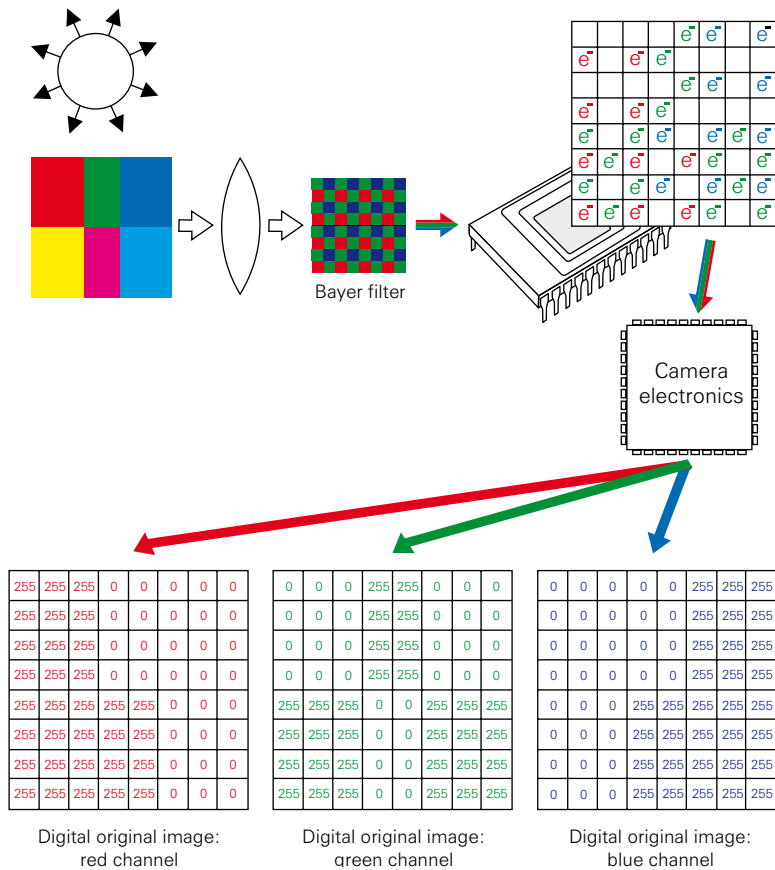 e⁻ e⁻ e⁻
e⁻ e⁻ e⁻
e⁻ e⁻ e⁻
e⁻ e⁻ e⁻
e⁻ e⁻ e⁻ e⁻ e⁻ e⁻
e⁻ e⁻ e⁻ e⁻ e⁻ e⁻
e⁻ e⁻ e⁻ e⁻ e⁻ e⁻
e⁻ e⁻ e⁻ e⁻ e⁻ e⁻
Bayer filter
Camera
electronics
255 255 255 0 0 0 0 0
255 255 255 0 0 0 0 0
255 255 255 0 0 0 0 0
255 255 255 0 0 0 0 0
255 255 255 255 255 0 0 0
255 255 255 255 255 0 0 0
255 255 255 255 255 0 0 0
255 255 255 255 255 0 0 0
Digital original image:
red channel
0 0 0 255 255 0 0 0
0 0 0 255 255 0 0 0
0 0 0 255 255 0 0 0
0 0 0 255 255 0 0 0
255 255 255 0 0 255 255 255
255 255 255 0 0 255 255 255
255 255 255 0 0 255 255 255
255 255 255 0 0 255 255 255
Digital original image:
green channel
0 0 0 0 0 255 255 255
0 0 0 0 0 255 255 255
0 0 0 0 0 255 255 255
0 0 0 0 0 255 255 255
0 0 0 255 255 255 255 255
0 0 0 255 255 255 255 255
0 0 0 255 255 255 255 255
0 0 0 255 255 255 255 255
Digital original image:
blue channel